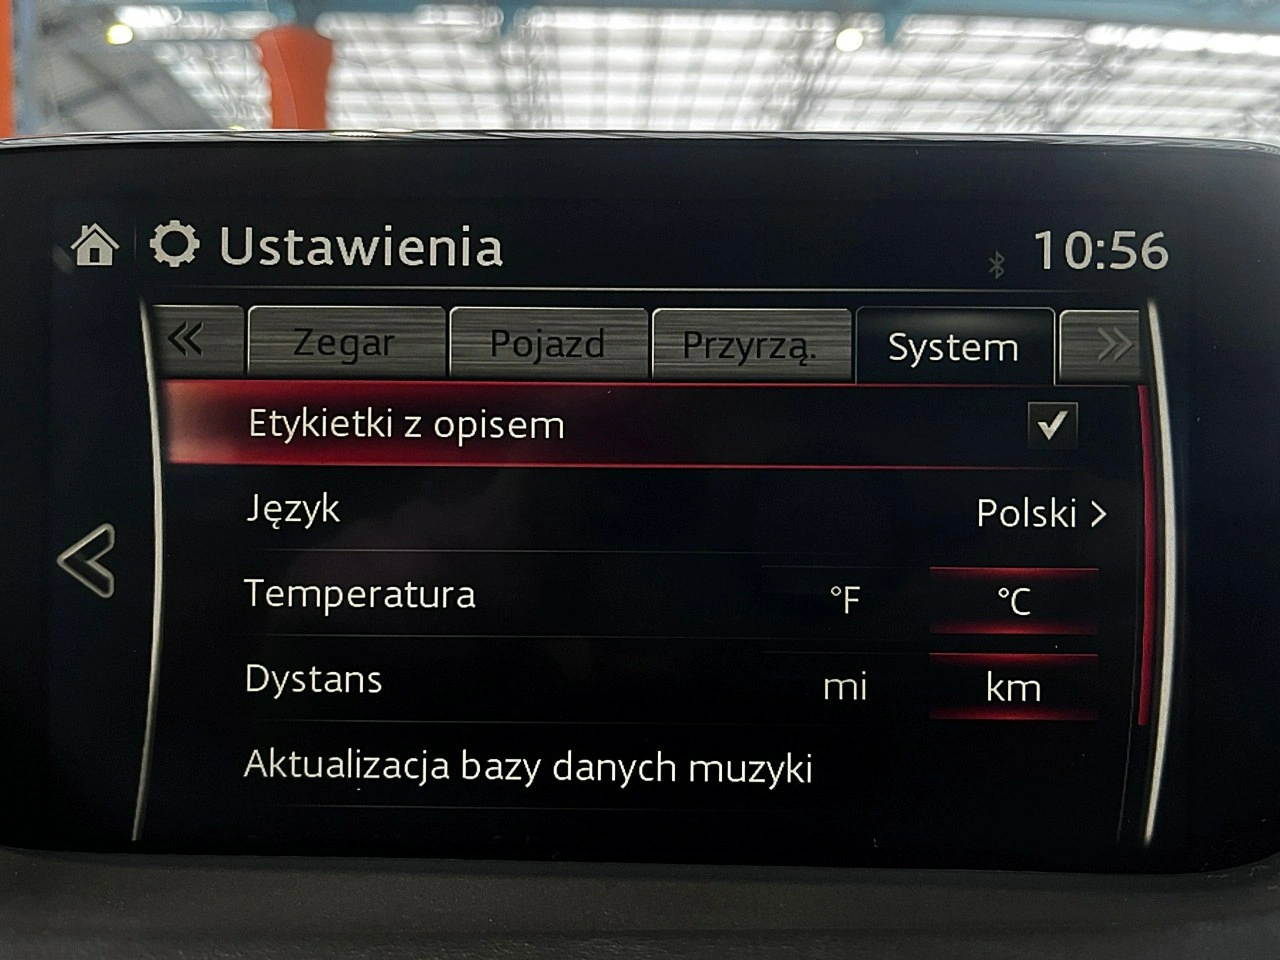 Ustawienia 10:56
Zegar Pojazd Przyrzą. System
Etykietki z opisem
Język Polski >
Temperatura °F °C
Dystans mi km
Aktualizacja bazy danych muzyki